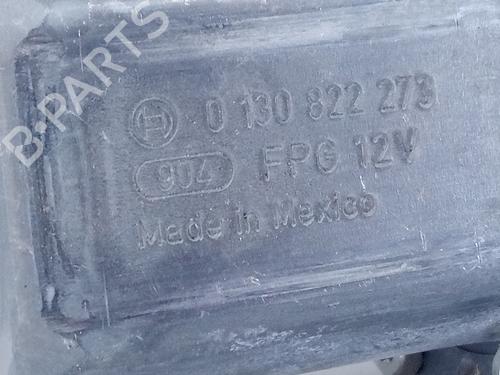 B-PARTS
0 130 822 273
904 FPG 12V
Made in Mexico